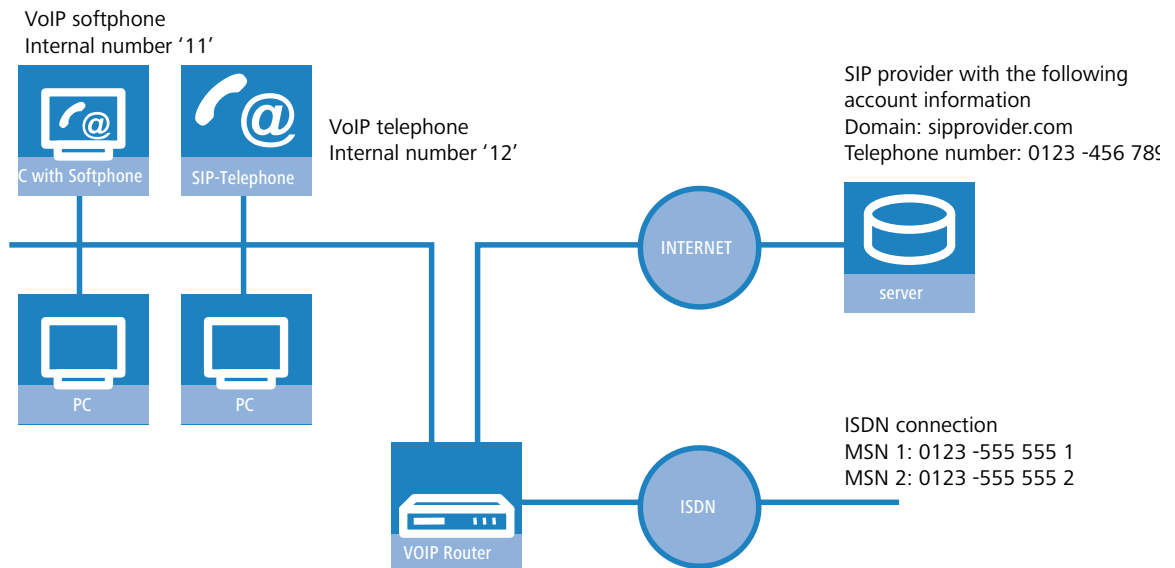 VoIP softphone
Internal number ‘11’
C with Softphone
SIP-Telephone
VoIP telephone
Internal number ‘12’
SIP provider with the following
account information
Domain: sipprovider.com
Telephone number: 0123 -456 789
INTERNET
server
PC
PC
ISDN connection
MSN 1: 0123 -555 555 1
MSN 2: 0123 -555 555 2
ISDN
VOIP Router